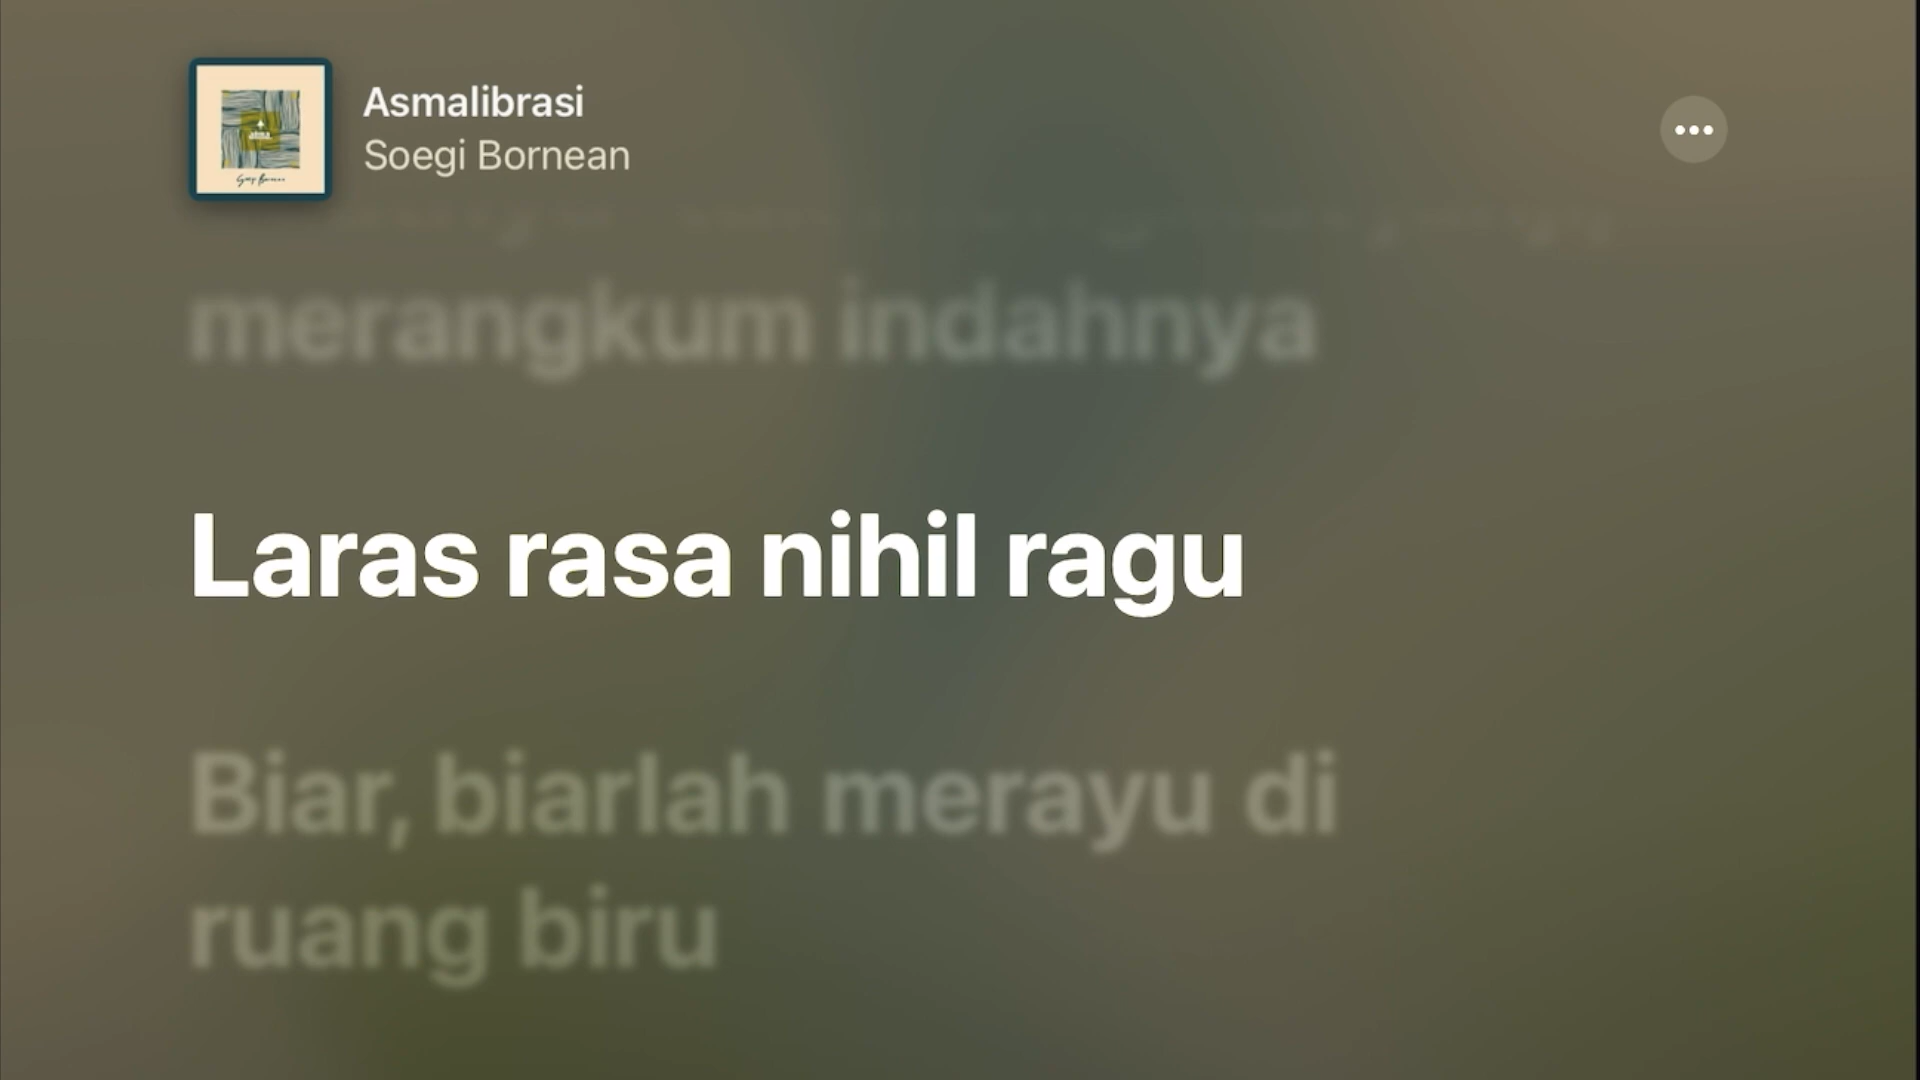 Asmalibrasi
Soegi Bornean
merangkum indahnya
Laras rasa nihil ragu
Biar, biarlah merayu di
ruang biru